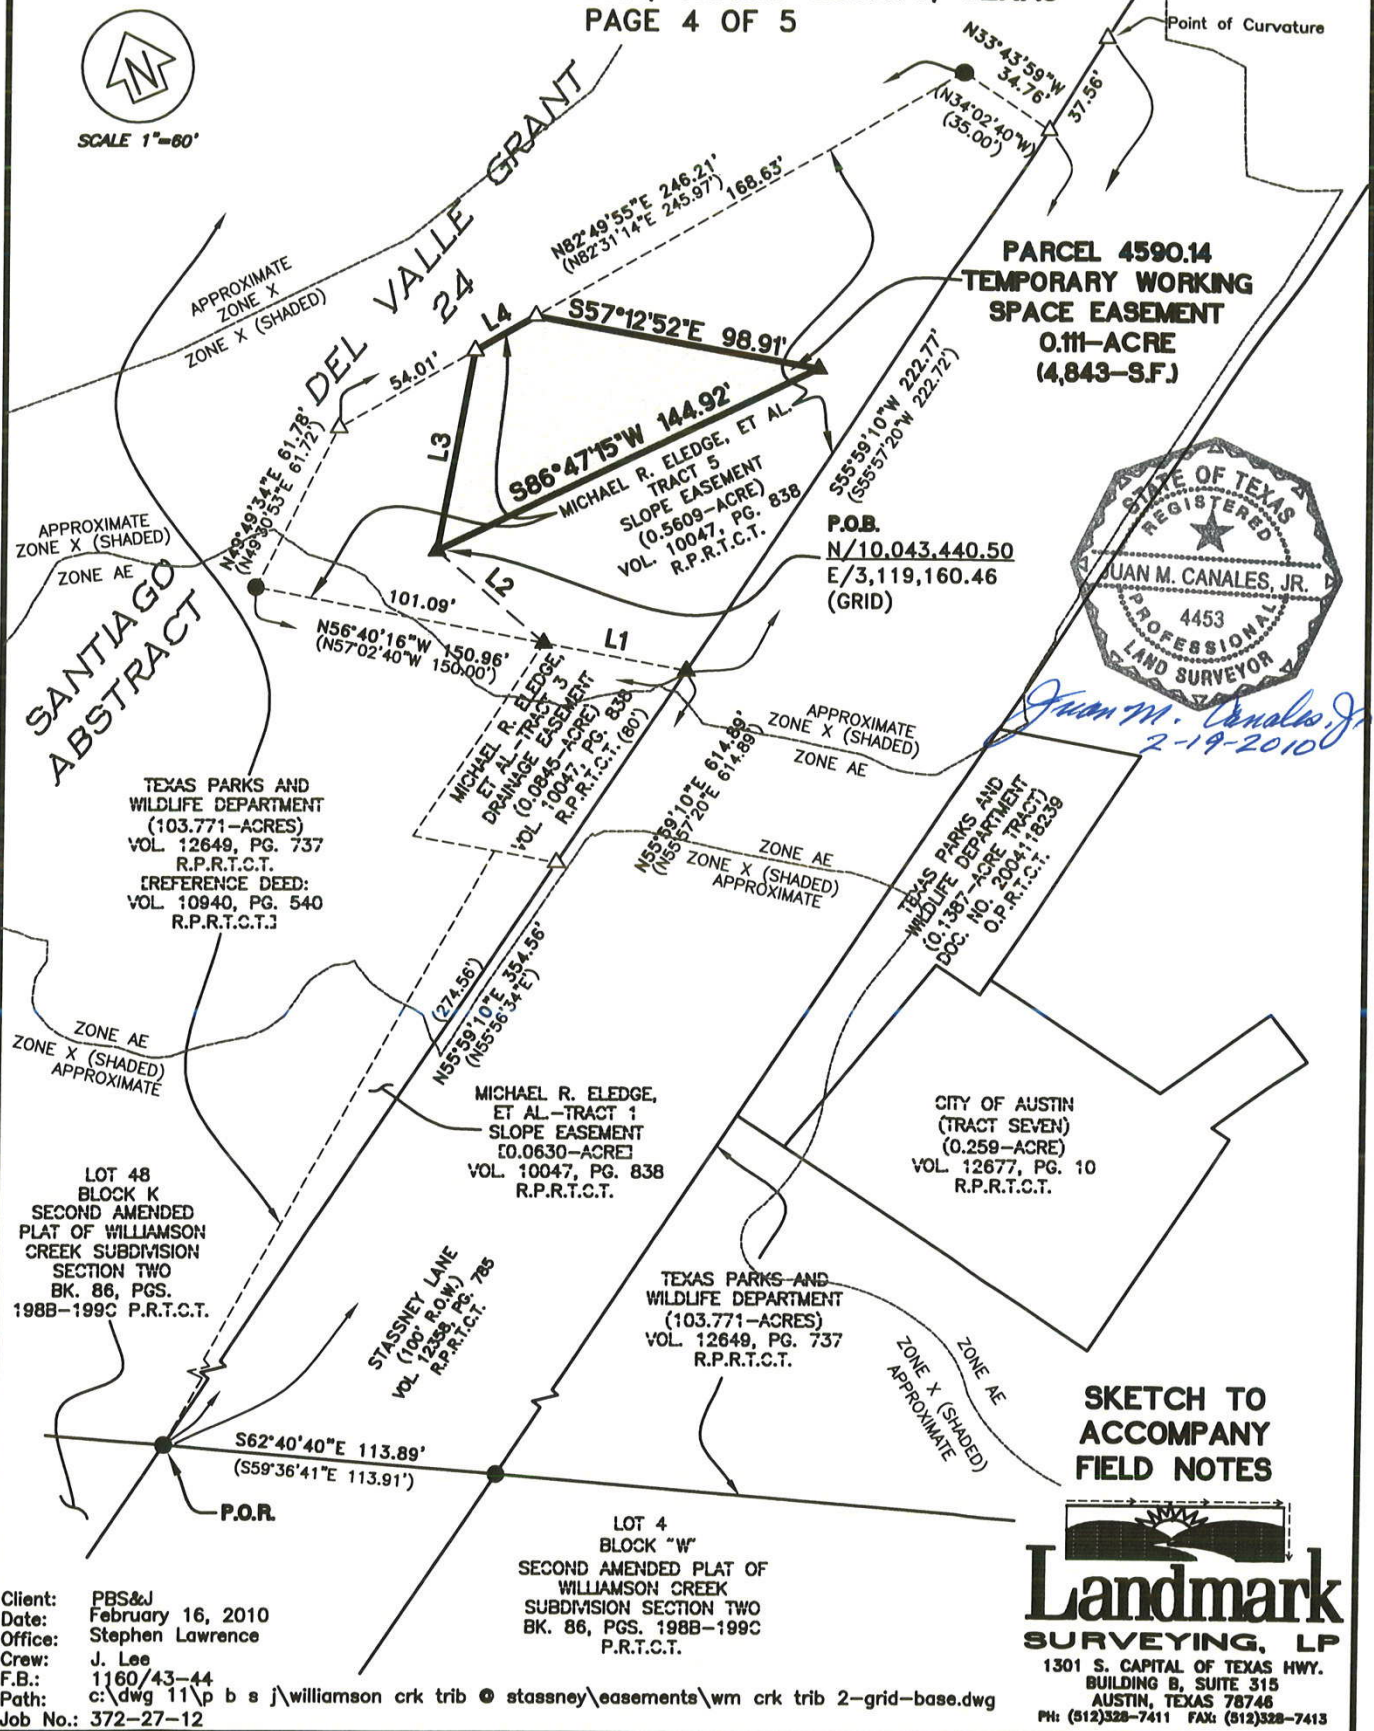 PAGE 4 OF 5
N
SCALE 1"=60'
Point of Curvature
N33°43'59"W
34.76'
(N34°02'40"W)
(35.00')
37.56'
DEL VALLE GRANT
24
N82°49'55"E 246.21'
(N82°31'14"E 245.97')
168.63'
APPROXIMATE
ZONE X
ZONE X (SHADED)
PARCEL 4590.14
TEMPORARY WORKING
SPACE EASEMENT
0.111-ACRE
(4,843-S.F.)
L4
S57°12'52"E 98.91'
54.01'
L3
S86°47'15"W 144.92'
S55°59'10"W 222.77'
(S55°57'20"W 222.72')
N49°49'34"E 61.78'
(N49°30'53"E 61.72')
MICHAEL R. ELEDGE, ET AL.
TRACT 5
SLOPE EASEMENT
(0.5609-ACRE)
VOL. 10047, PG. 838
R.P.R.T.C.T.
P.O.B.
N/10,043,440.50
E/3,119,160.46
(GRID)
STATE OF TEXAS
REGISTERED
JUAN M. CANALES, JR.
4453
PROFESSIONAL
LAND SURVEYOR
Juan M. Canales, Jr
2-19-2010
APPROXIMATE
ZONE X (SHADED)
ZONE AE
SANTIAGO
ABSTRACT
L2
101.09'
L1
N56°40'16"W 150.96'
(N57°02'40"W 150.00')
MICHAEL R. ELEDGE,
ET AL.-TRACT 3
DRAINAGE EASEMENT
(0.0845-ACRE)
VOL. 10047, PG. 838
R.P.R.T.C.T. (80')
N55°59'10"E 614.89'
(N55°57'20"E 614.89')
APPROXIMATE
ZONE X (SHADED)
ZONE AE
TEXAS PARKS AND
WILDLIFE DEPARTMENT
(103.771-ACRES)
VOL. 12649, PG. 737
R.P.R.T.C.T.
[REFERENCE DEED:
VOL. 10940, PG. 540
R.P.R.T.C.T.]
ZONE AE
ZONE X (SHADED)
APPROXIMATE
TEXAS PARKS AND
WILDLIFE DEPARTMENT
(0.1387-ACRE TRACT)
DOC. NO. 2004118239
O.P.R.T.C.T.
(274.56')
N55°59'10"E 354.56'
(N55°56'34"E)
ZONE AE
ZONE X (SHADED)
APPROXIMATE
MICHAEL R. ELEDGE,
ET AL.-TRACT 1
SLOPE EASEMENT
[0.0630-ACRE]
VOL. 10047, PG. 838
R.P.R.T.C.T.
CITY OF AUSTIN
(TRACT SEVEN)
(0.259-ACRE)
VOL. 12677, PG. 10
R.P.R.T.C.T.
LOT 48
BLOCK K
SECOND AMENDED
PLAT OF WILLIAMSON
CREEK SUBDIVISION
SECTION TWO
BK. 86, PGS.
198B-199C P.R.T.C.T.
STASSNEY LANE
(100' R.O.W.)
VOL. 12358, PG. 785
R.P.R.T.C.T.
TEXAS PARKS AND
WILDLIFE DEPARTMENT
(103.771-ACRES)
VOL. 12649, PG. 737
R.P.R.T.C.T.
ZONE AE
ZONE X (SHADED)
APPROXIMATE
S62°40'40"E 113.89'
(S59°36'41"E 113.91')
P.O.R.
SKETCH TO
ACCOMPANY
FIELD NOTES
LOT 4
BLOCK "W"
SECOND AMENDED PLAT OF
WILLIAMSON CREEK
SUBDIVISION SECTION TWO
BK. 86, PGS. 198B-199C
P.R.T.C.T.
Landmark
SURVEYING, LP
1301 S. CAPITAL OF TEXAS HWY.
BUILDING B, SUITE 315
AUSTIN, TEXAS 78746
PH: (512)328-7411 FAX: (512)328-7413
Client: PBS&J
Date: February 16, 2010
Office: Stephen Lawrence
Crew: J. Lee
F.B.: 1160/43-44
Path: c:\dwg 11\p b s j\williamson crk trib @ stassney\easements\wm crk trib 2-grid-base.dwg
Job No.: 372-27-12